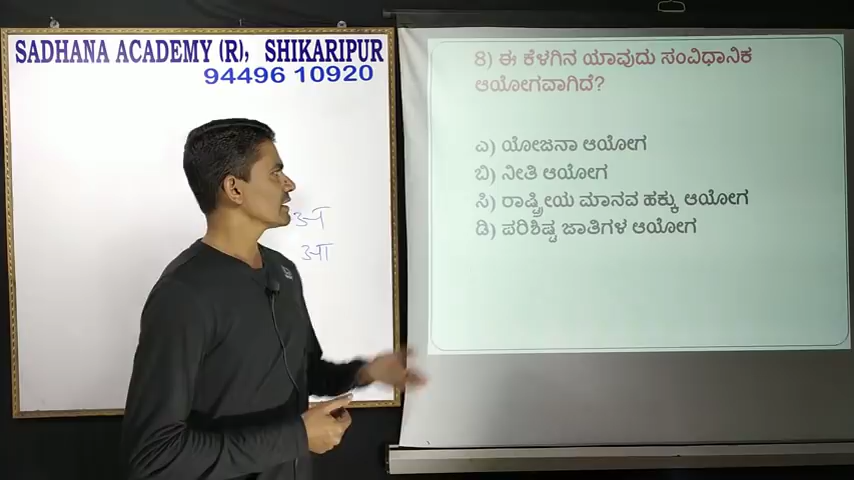 SADHANA ACADEMY (R), SHIKARIPUR
94496 10920
अ
आ
8) ಈ ಕೆಳಗಿನ ಯಾವುದು ಸಂವಿಧಾನಿಕ
ಆಯೋಗವಾಗಿದೆ?
ಎ) ಯೋಜನಾ ಆಯೋಗ
ಬಿ) ನೀತಿ ಆಯೋಗ
ಸಿ) ರಾಷ್ಟ್ರೀಯ ಮಾನವ ಹಕ್ಕು ಆಯೋಗ
ಡಿ) ಪರಿಶಿಷ್ಟ ಜಾತಿಗಳ ಆಯೋಗ